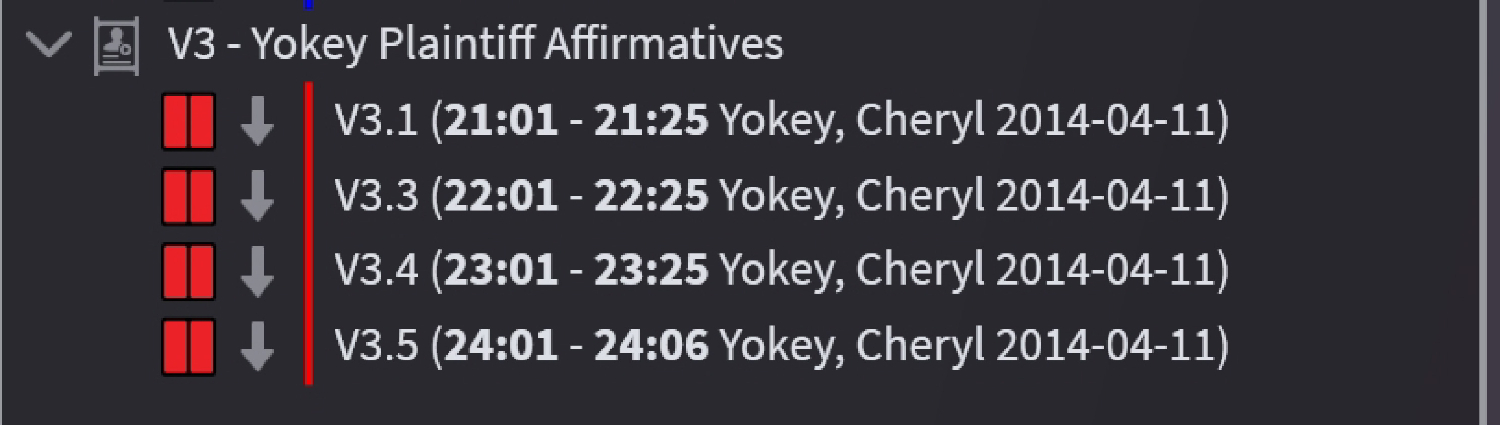 V3 - Yokey Plaintiff Affirmatives
V3.1 (21:01 - 21:25 Yokey, Cheryl 2014-04-11)
V3.3 (22:01 - 22:25 Yokey, Cheryl 2014-04-11)
V3.4 (23:01 - 23:25 Yokey, Cheryl 2014-04-11)
V3.5 (24:01 - 24:06 Yokey, Cheryl 2014-04-11)